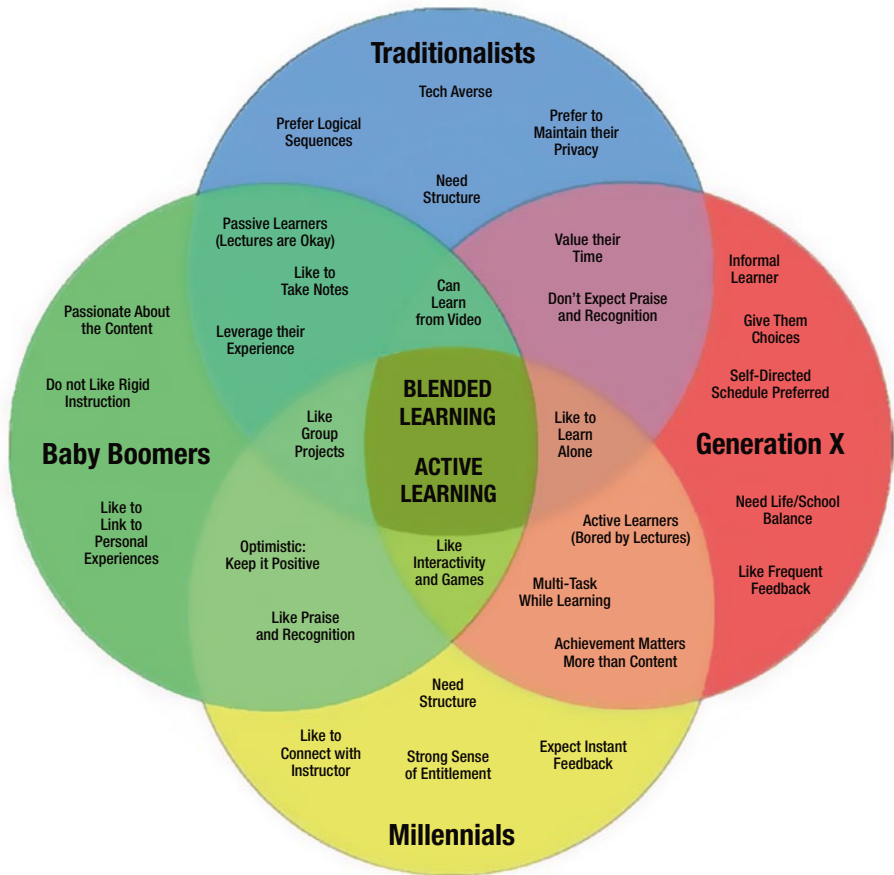 Traditionalists
Tech Averse
Prefer Logical
Sequences
Prefer to
Maintain their
Privacy
Need
Structure
Passive Learners
(Lectures are Okay)
Like to
Take Notes
Leverage their
Experience
Can
Learn
from Video
Value their
Time
Don’t Expect Praise
and Recognition
Informal
Learner
Give Them
Choices
Self-Directed
Schedule Preferred
Passionate About
the Content
Do not Like Rigid
Instruction
Baby Boomers
Like to
Link to
Personal
Experiences
Like
Group
Projects
BLENDED
LEARNING
ACTIVE
LEARNING
Like to
Learn
Alone
Generation X
Need Life/School
Balance
Like Frequent
Feedback
Optimistic:
Keep it Positive
Like Praise
and Recognition
Like
Interactivity
and Games
Active Learners
(Bored by Lectures)
Multi-Task
While Learning
Achievement Matters
More than Content
Need
Structure
Like to
Connect with
Instructor
Strong Sense
of Entitlement
Expect Instant
Feedback
Millennials